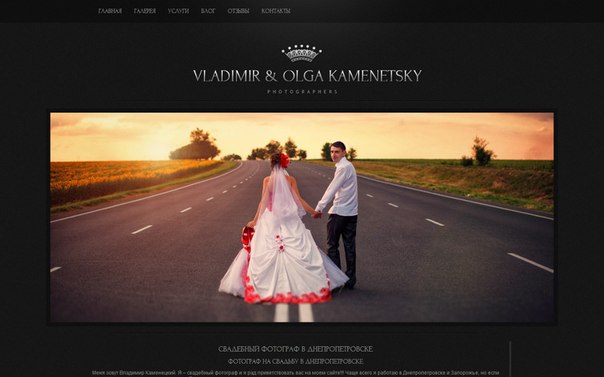 ГЛАВНАЯ ГАЛЕРЕЯ УСЛУГИ БЛОГ ОТЗЫВЫ КОНТАКТЫ
VLADIMIR & OLGA KAMENETSKY
PHOTOGRAPHERS
СВАДЕБНЫЙ ФОТОГРАФ В ДНЕПРОПЕТРОВСКЕ
ФОТОГРАФ НА СВАДЬБУ В ДНЕПРОПЕТРОВСКЕ
Меня зовут Владимир Каменецкий. Я – свадебный фотограф и я рад приветствовать вас на моем сайте!!! Чаще всего я работаю в Днепропетровске и Запорожье, но если